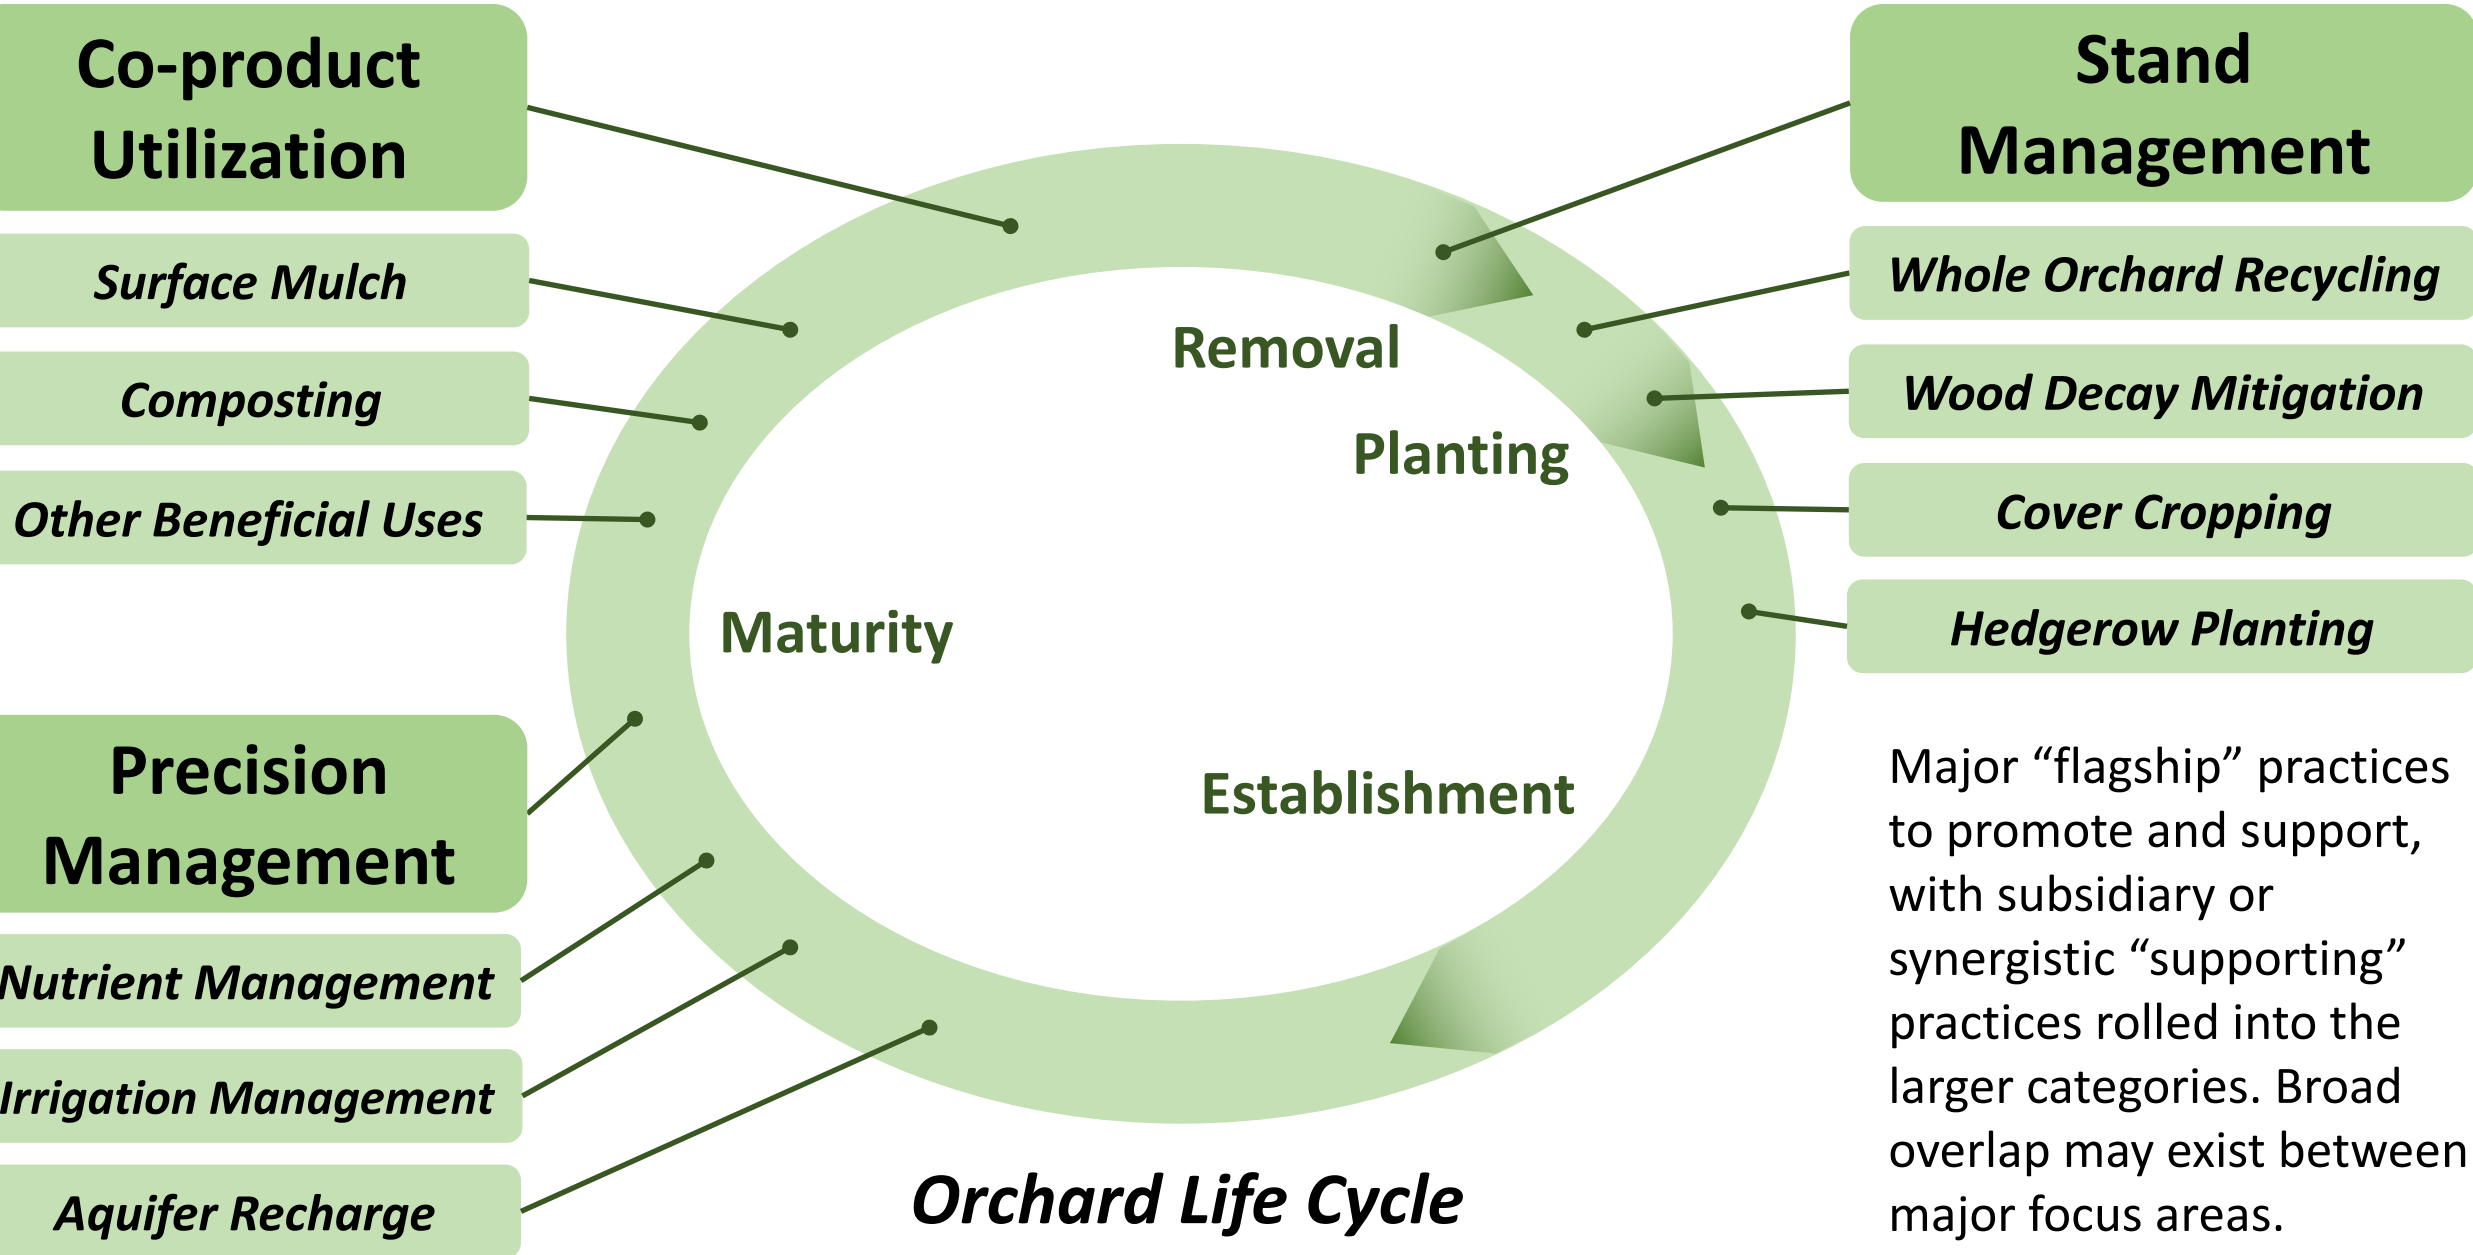 Co-product
Utilization
Surface Mulch
Composting
Other Beneficial Uses
Precision
Management
Nutrient Management
Irrigation Management
Aquifer Recharge
Removal
Planting
Maturity
Establishment
Orchard Life Cycle
Stand
Management
Whole Orchard Recycling
Wood Decay Mitigation
Cover Cropping
Hedgerow Planting
Major “flagship” practices
to promote and support,
with subsidiary or
synergistic “supporting”
practices rolled into the
larger categories. Broad
overlap may exist between
major focus areas.